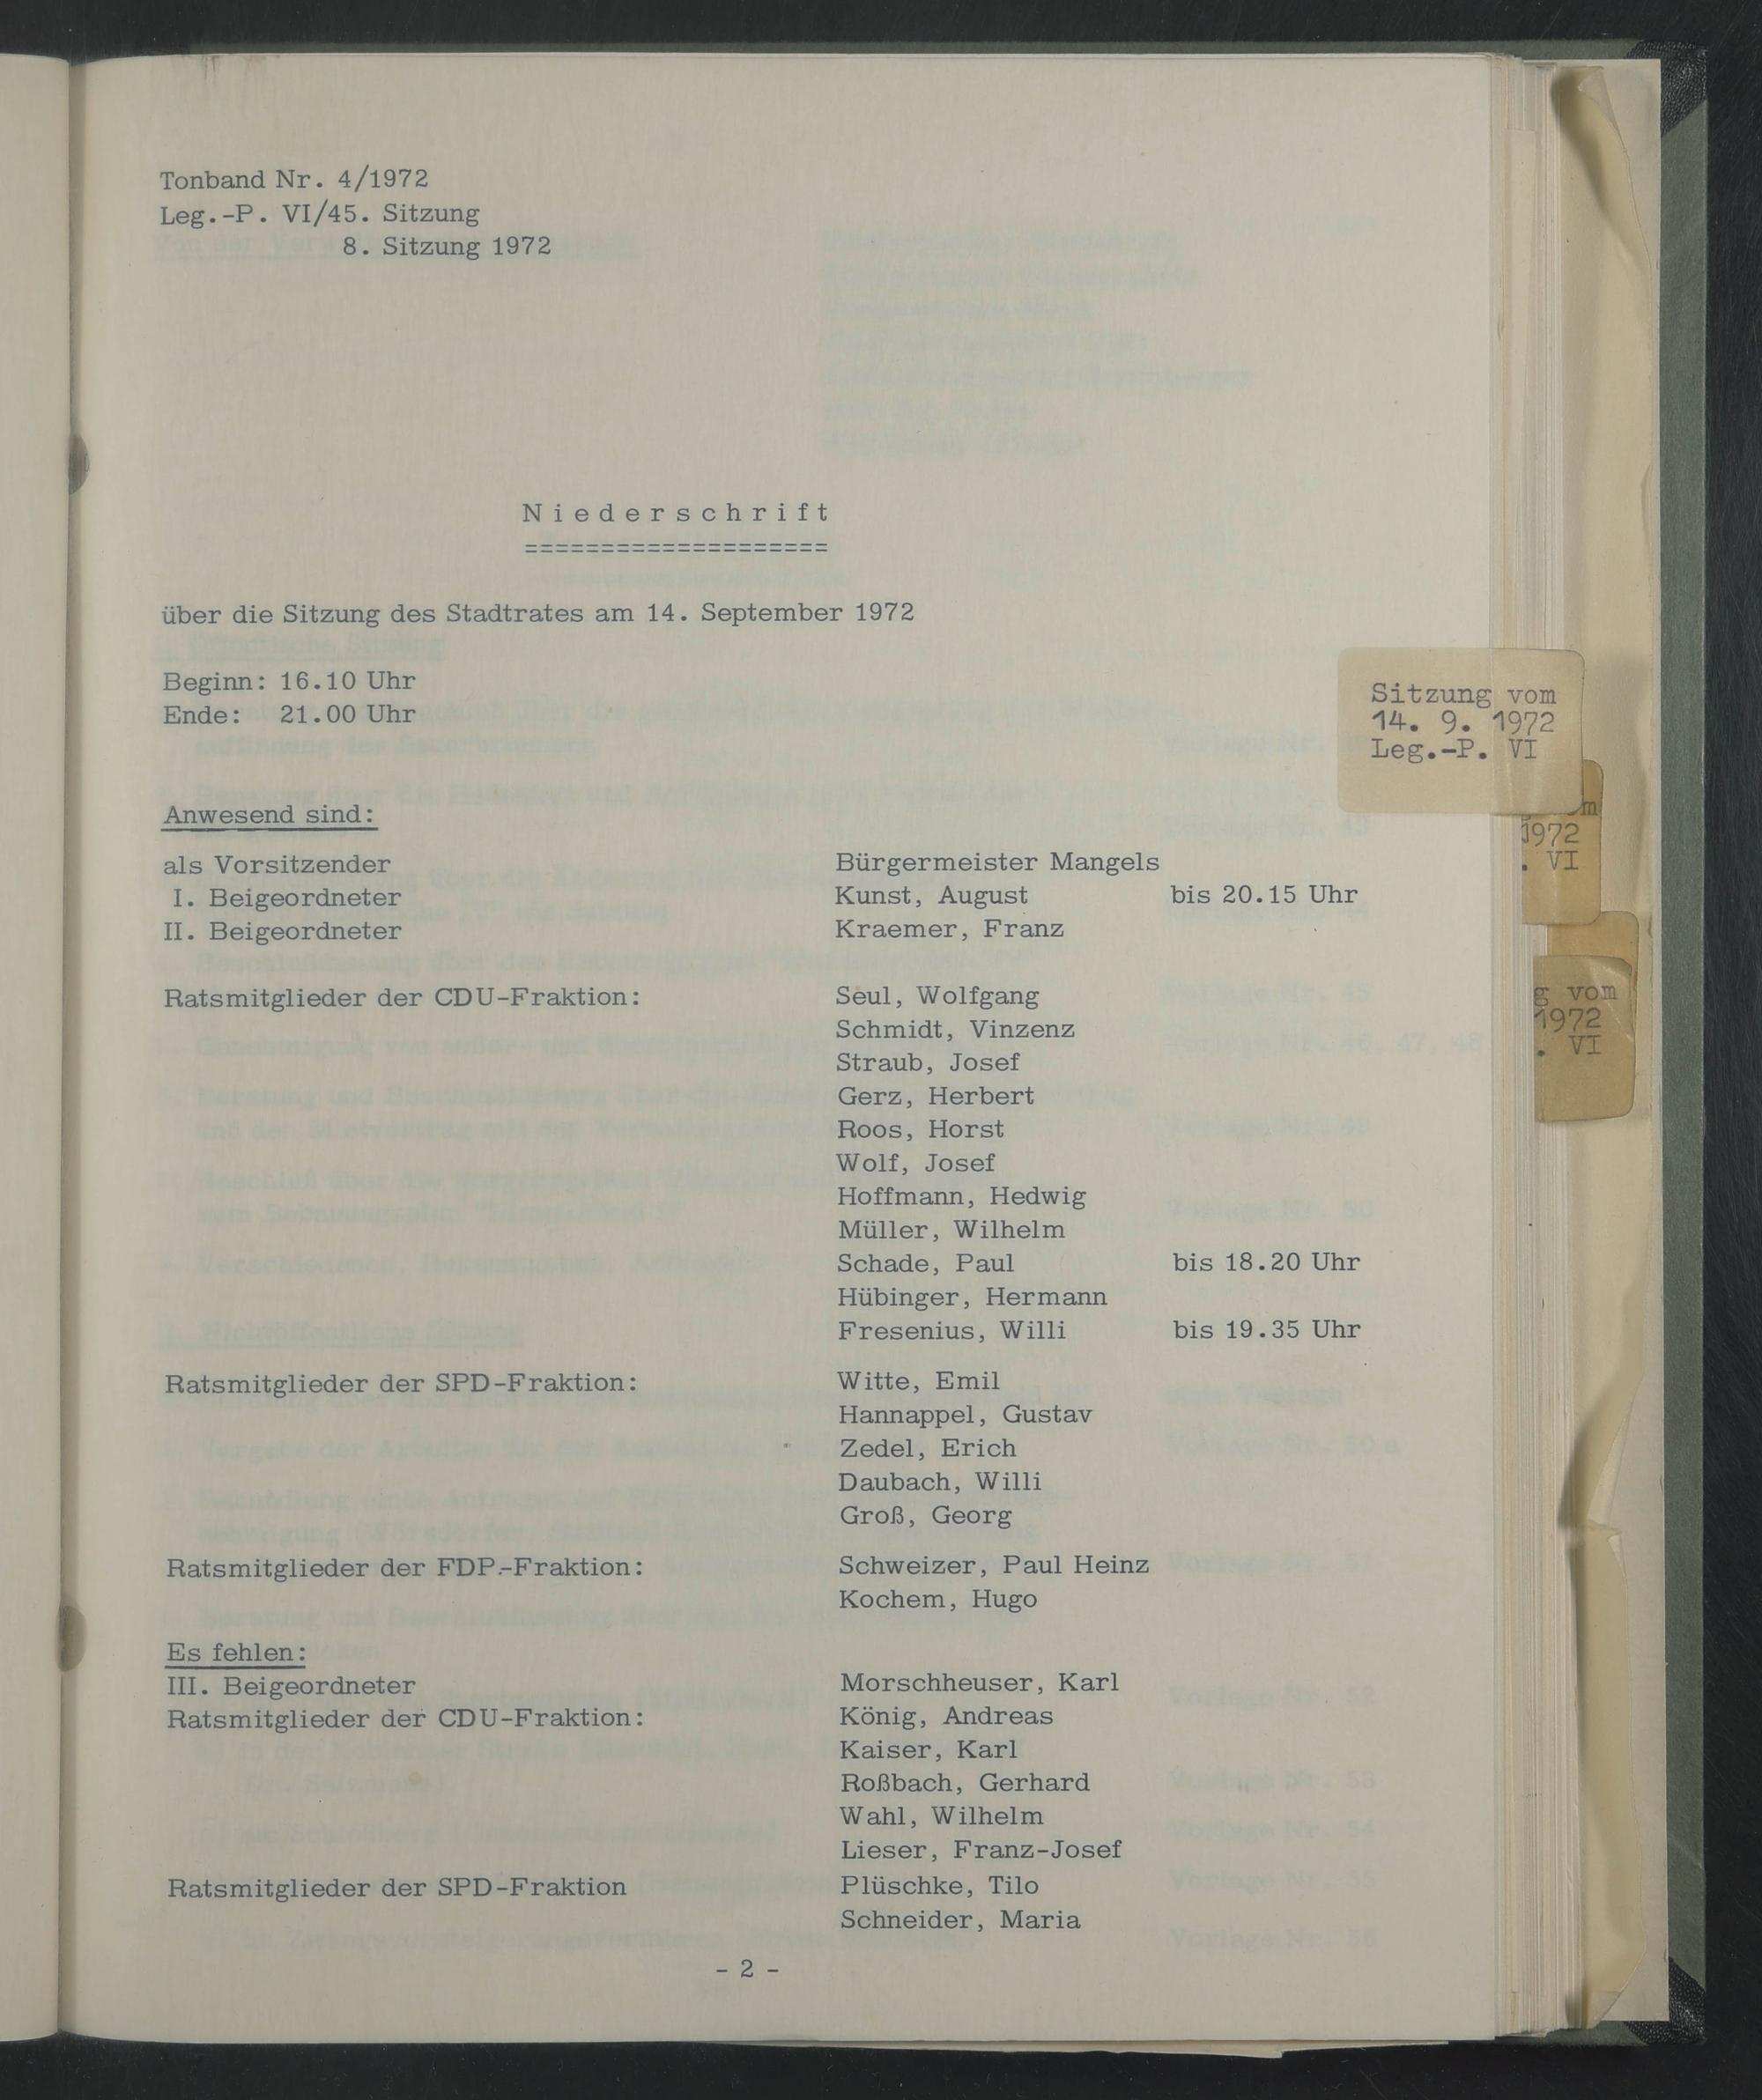 Tonband Nr. 4/1972
Leg.-P. VI/45. Sitzung
8. Sitzung 1972
Niederschrift
====================
über die Sitzung des Stadtrates am 14. September 1972
Beginn: 16.10 Uhr
Ende: 21.00 Uhr
Sitzung vom
14. 9. 1972
Leg.-P. VI
m
1972
. VI
g vom
1972
. VI
Anwesend sind:
als Vorsitzender Bürgermeister Mangels
I. Beigeordneter Kunst, August bis 20.15 Uhr
II. Beigeordneter Kraemer, Franz
Ratsmitglieder der CDU-Fraktion: Seul, Wolfgang
Schmidt, Vinzenz
Straub, Josef
Gerz, Herbert
Roos, Horst
Wolf, Josef
Hoffmann, Hedwig
Müller, Wilhelm
Schade, Paul bis 18.20 Uhr
Hübinger, Hermann
Fresenius, Willi bis 19.35 Uhr
Ratsmitglieder der SPD-Fraktion: Witte, Emil
Hannappel, Gustav
Zedel, Erich
Daubach, Willi
Groß, Georg
Ratsmitglieder der FDP.-Fraktion: Schweizer, Paul Heinz
Kochem, Hugo
Es fehlen:
III. Beigeordneter Morschheuser, Karl
Ratsmitglieder der CDU-Fraktion: König, Andreas
Kaiser, Karl
Roßbach, Gerhard
Wahl, Wilhelm
Lieser, Franz-Josef
Ratsmitglieder der SPD-Fraktion Plüschke, Tilo
Schneider, Maria
- 2 -